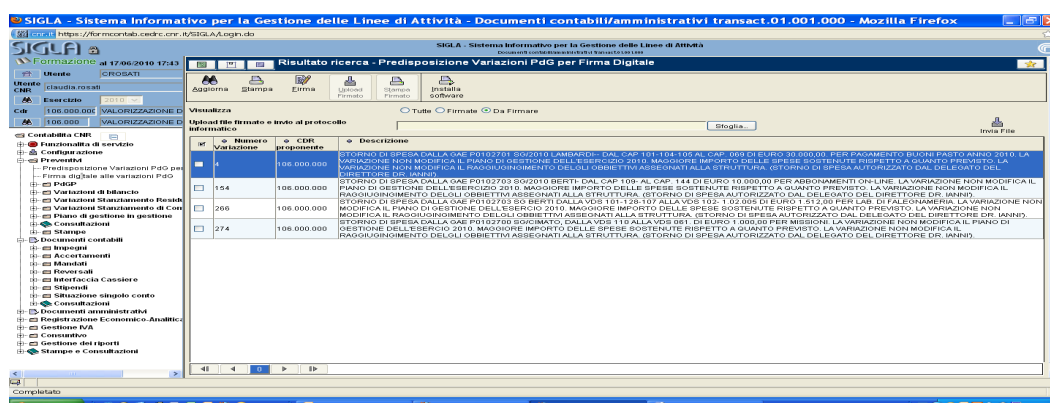 SIGLA - Sistema Informativo per la Gestione delle Linee di Attività - Documenti contabili/amministrativi transact.01.001.000 - Mozilla Firefox
cnr.it https://formcontab.cedrc.cnr.it/SIGLA/Login.do
SIGLA
SIGLA - Sistema Informativo per la Gestione delle Linee di Attività
Formazione al 17/06/2010 17:43
Risultato ricerca - Predisposizione Variazioni PdG per Firma Digitale
Utente CROSATI
Utente CNR claudia.rosati
Esercizio 2010
Cdr 106.000.000 VALORIZZAZIONE D
106.000 VALORIZZAZIONE D
Aggiorna Stampa Firma Upload Firmato Stampa Firmato Installa software
Visualizza Tutte Firmate Da Firmare
Upload file firmato e invio al protocollo informatico Sfoglia... Invia File
Numero Variazione CDR proponente Descrizione
4 106.000.000 STORNO DI SPESA DALLA GAE P0102701 SG/2010 LAMBARDI- DAL CAP 101-104-105 AL CAP. 068 DI EURO 30.000,00. PER PAGAMENTO BUONI PASTO ANNO 2010. LA
VARIAZIONE NON MODIFICA IL PIANO DI GESTIONE DELL'ESERCIZIO 2010. MAGGIORE IMPORTO DELLE SPESE SOSTENUTE RISPETTO A QUANTO PREVISTO. LA
VARIAZIONE NON MODIFICA IL RAGGIUGINGIMENTO DELGLI OBBIETTIVI ASSEGNATI ALLA STRUTTURA. (STORNO DI SPESA AUTORIZZATO DAL DELEGATO DEL
DIRETTORE DR. IANNI').
154 106.000.000 STORNO DI SPESA DALLA GAE P0102703 SG/2010 BERTI- DAL CAP 109- AL CAP. 144 DI EURO 10.000,00 PER ABBONAMENTI ON-LINE. LA VARIAZIONE NON MODIFICA IL
PIANO DI GESTIONE DELL'ESERCIZIO 2010. MAGGIORE IMPORTO DELLE SPESE SOSTENUTE RISPETTO A QUANTO PREVISTO. LA VARIAZIONE NON MODIFICA IL
RAGGIUGINGIMENTO DELGLI OBBIETTIVI ASSEGNATI ALLA STRUTTURA. (STORNO DI SPESA AUTORIZZATO DAL DELEGATO DEL DIRETTORE DR. IANNI').
266 106.000.000 STORNO DI SPESA DALLA GAE P0102703 SG BERTI DALLA VDS 101-128-107 ALLA VDS 102- 1.02.005 DI EURO 1.512,00 PER LAB. DI FALEGNAMERIA. LA VARIAZIONE NON
MODIFICA IL PIANO DI GESTIONE DELL'ESERCIZIO 2010. MAGGIORE IMPORTO DELLE SPESE SOSTENUTE RISPETTO A QUANTO PREVISTO. LA VARIAZIONE NON
MODIFICA IL RAGGIUGINGIMENTO DELGLI OBBIETTIVI ASSEGNATI ALLA STRUTTURA. (STORNO DI SPESA AUTORIZZATO DAL DELEGATO DEL DIRETTORE DR. IANNI').
274 106.000.000 STORNO DI SPESA DALLA GAE P0102700 SG/CIMATO, DALLA VDS 110 ALLA VDS 061. DI EURO 1.000,00 PER MISSIONI. LA VARIAZIONE NON MODIFICA IL PIANO DI
GESTIONE DELL'ESERCIZIO 2010. MAGGIORE IMPORTO DELLE SPESE SOSTENUTE RISPETTO A QUANTO PREVISTO. LA VARIAZIONE NON MODIFICA IL
RAGGIUGINGIMENTO DELGLI OBBIETTIVI ASSEGNATI ALLA STRUTTURA. (STORNO DI SPESA AUTORIZZATO DAL DELEGATO DEL DIRETTORE DR. IANNI').
Contabilita CNR
Funzionalita di servizio
Configurazione
Preventivi
Predisposizione Variazioni PdG per
Firma digitale alle variazioni PdG
PdGP
Variazioni di bilancio
Variazioni Stanziamento Residu
Variazioni Stanziamento di Com
Piano di gestione in gestione
Consultazioni
Stampe
Documenti contabili
Impegni
Accertamenti
Mandati
Reversali
Interfaccia Cassiere
Stipendi
Situazione singolo conto
Consultazioni
Documenti amministrativi
Registrazione Economico-Analitica
Gestione IVA
Consuntivo
Gestione dei riporti
Stampe e Consultazioni
0
Completato